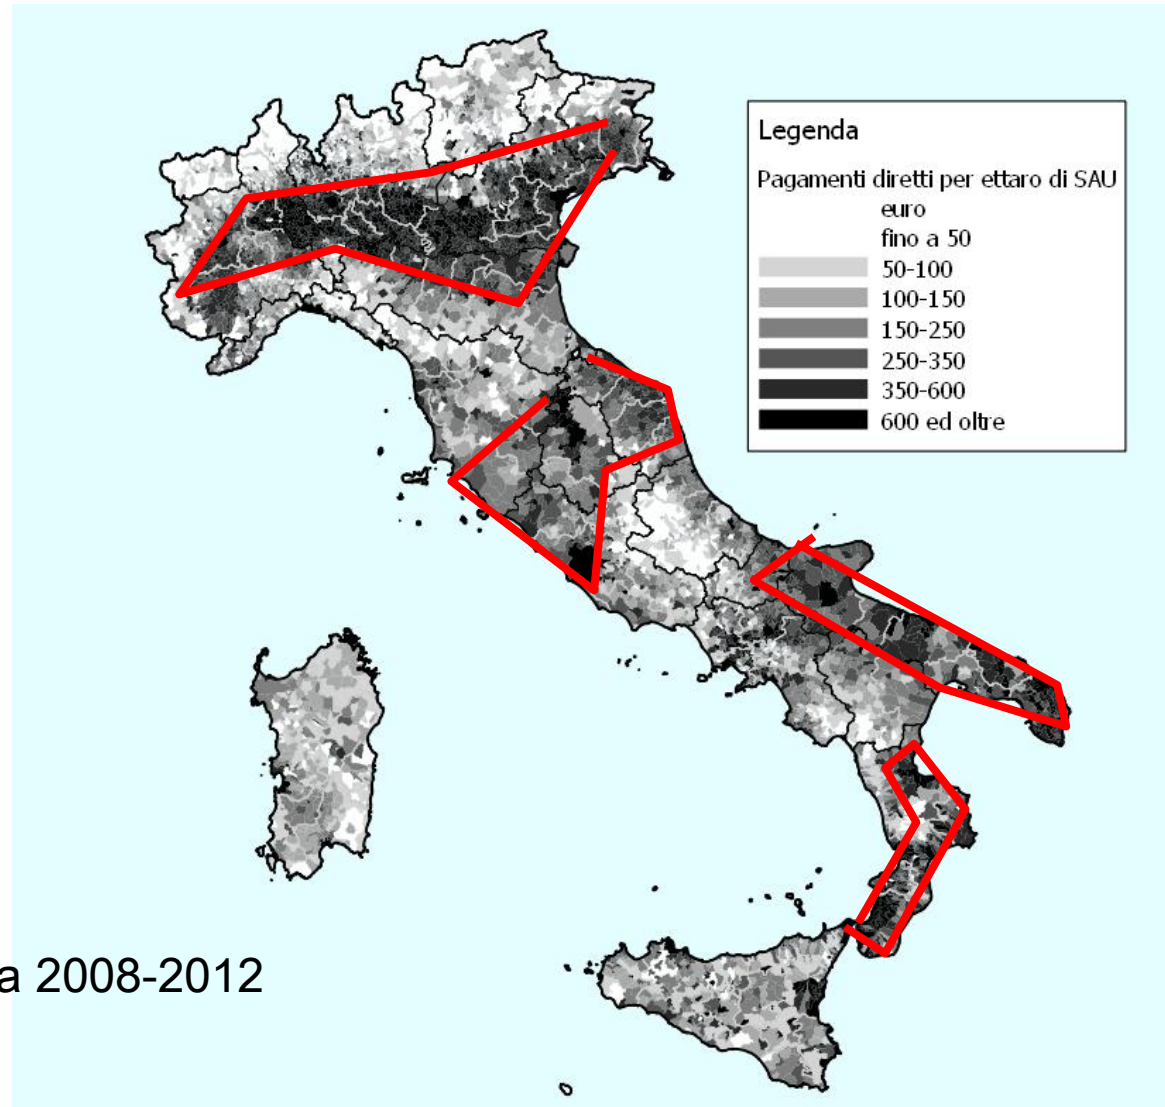 Legenda
Pagamenti diretti per ettaro di SAU
euro
fino a 50
50-100
100-150
150-250
250-350
350-600
600 ed oltre
a 2008-2012